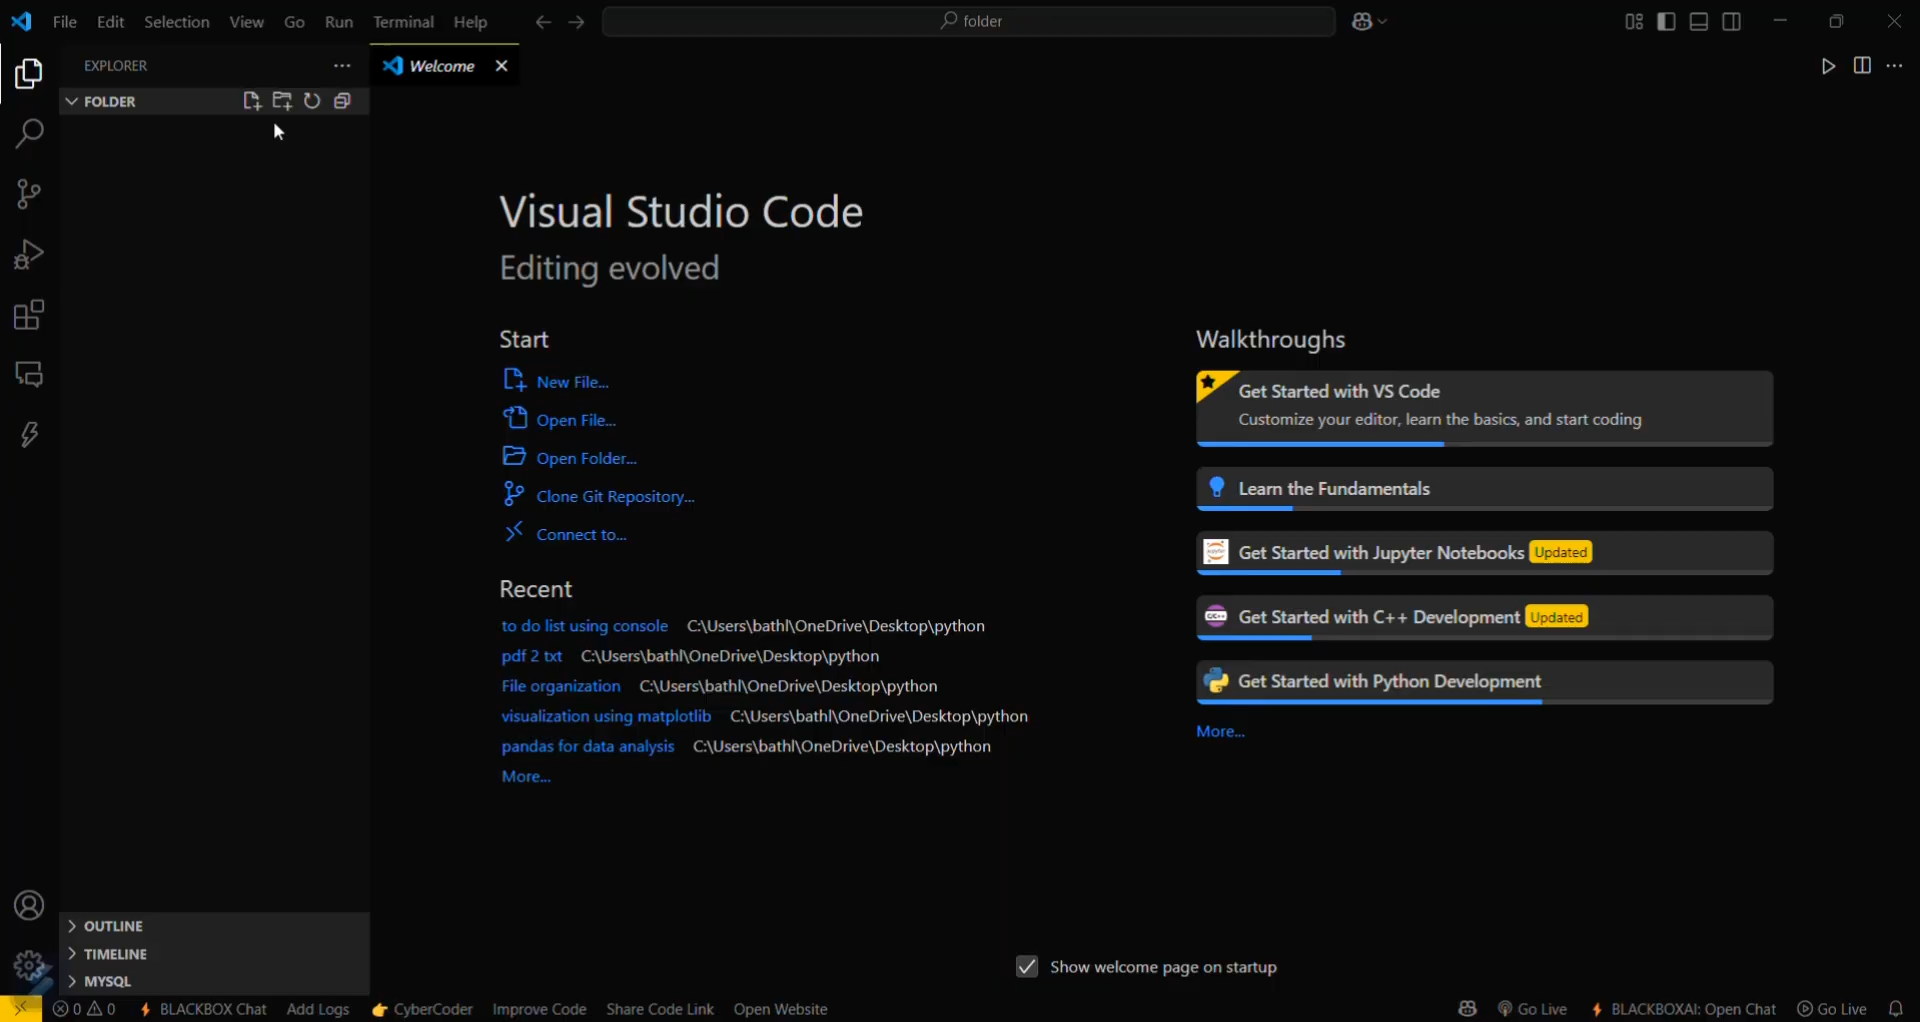 File Edit Selection View Go Run Terminal Help folder
EXPLORER
Welcome
FOLDER
Visual Studio Code
Editing evolved
Start
New File...
Open File...
Open Folder...
Clone Git Repository...
Connect to...
Recent
to do list using console C:\Users\bathl\OneDrive\Desktop\python
pdf 2 txt C:\Users\bathl\OneDrive\Desktop\python
File organization C:\Users\bathl\OneDrive\Desktop\python
visualization using matplotlib C:\Users\bathl\OneDrive\Desktop\python
pandas for data analysis C:\Users\bathl\OneDrive\Desktop\python
More...
Walkthroughs
Get Started with VS Code
Customize your editor, learn the basics, and start coding
Learn the Fundamentals
Get Started with Jupyter Notebooks Updated
Get Started with C++ Development Updated
Get Started with Python Development
More...
OUTLINE
TIMELINE
MYSQL
Show welcome page on startup
0 0 BLACKBOX Chat Add Logs CyberCoder Improve Code Share Code Link Open Website Go Live BLACKBOXAI: Open Chat Go Live